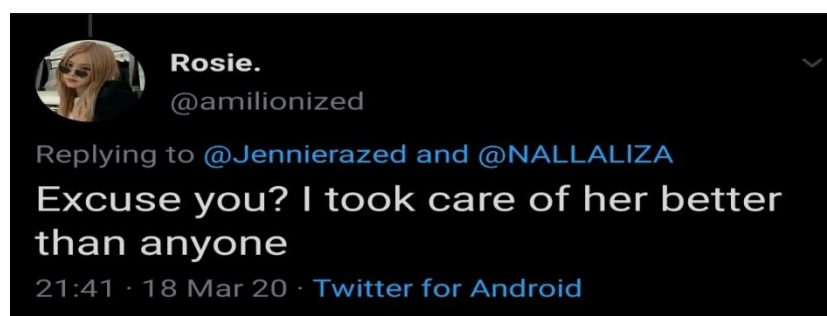 Rosie.
@amilionized
Replying to @Jennierazed and @NALLALIZA
Excuse you? I took care of her better
than anyone
21:41 · 18 Mar 20 · Twitter for Android